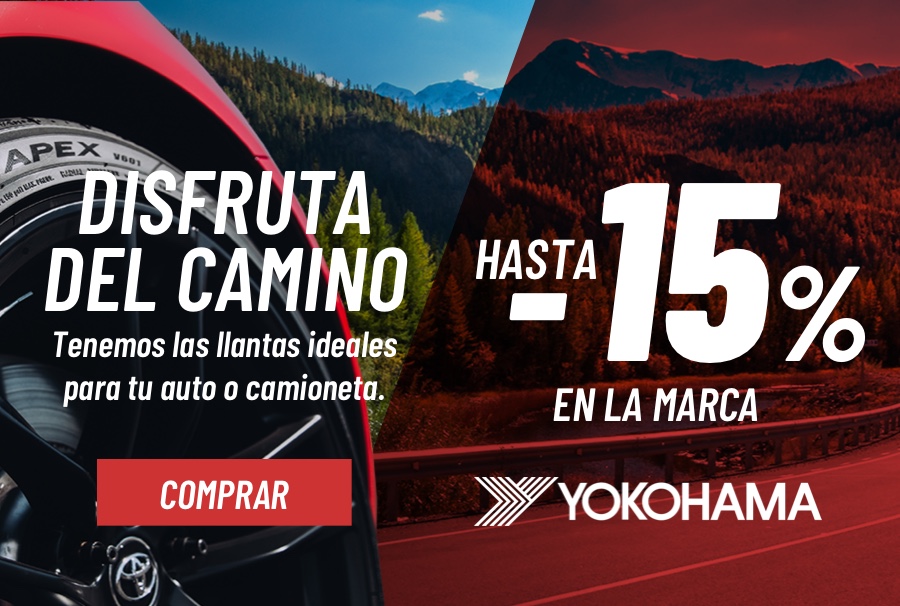 APEX V601
DISFRUTA
DEL CAMINO
Tenemos las llantas ideales
para tu auto o camioneta.
COMPRAR
HASTA
-15%
EN LA MARCA
YOKOHAMA